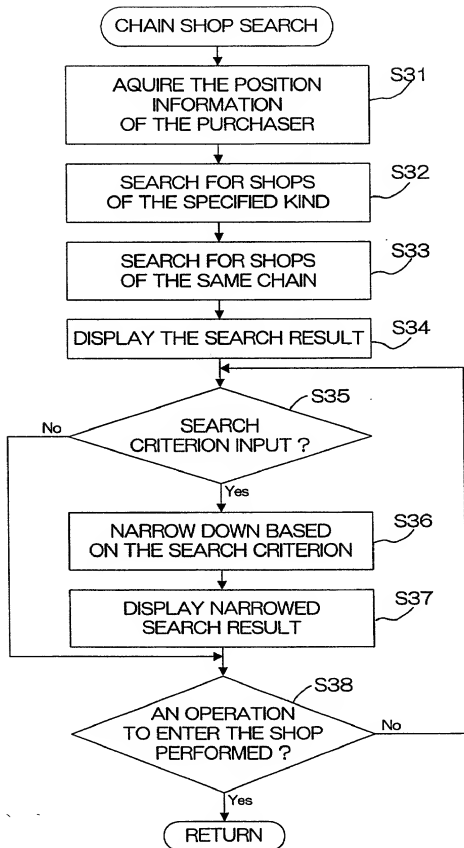 CHAIN SHOP SEARCH
S31
AQUIRE THE POSITION
INFORMATION
OF THE PURCHASER
S32
SEARCH FOR SHOPS
OF THE SPECIFIED KIND
S33
SEARCH FOR SHOPS
OF THE SAME CHAIN
S34
DISPLAY THE SEARCH RESULT
S35
SEARCH
CRITERION INPUT ?
No
Yes
S36
NARROW DOWN BASED
ON THE SEARCH CRITERION
S37
DISPLAY NARROWED
SEARCH RESULT
S38
AN OPERATION
TO ENTER THE SHOP
PERFORMED ?
No
Yes
RETURN